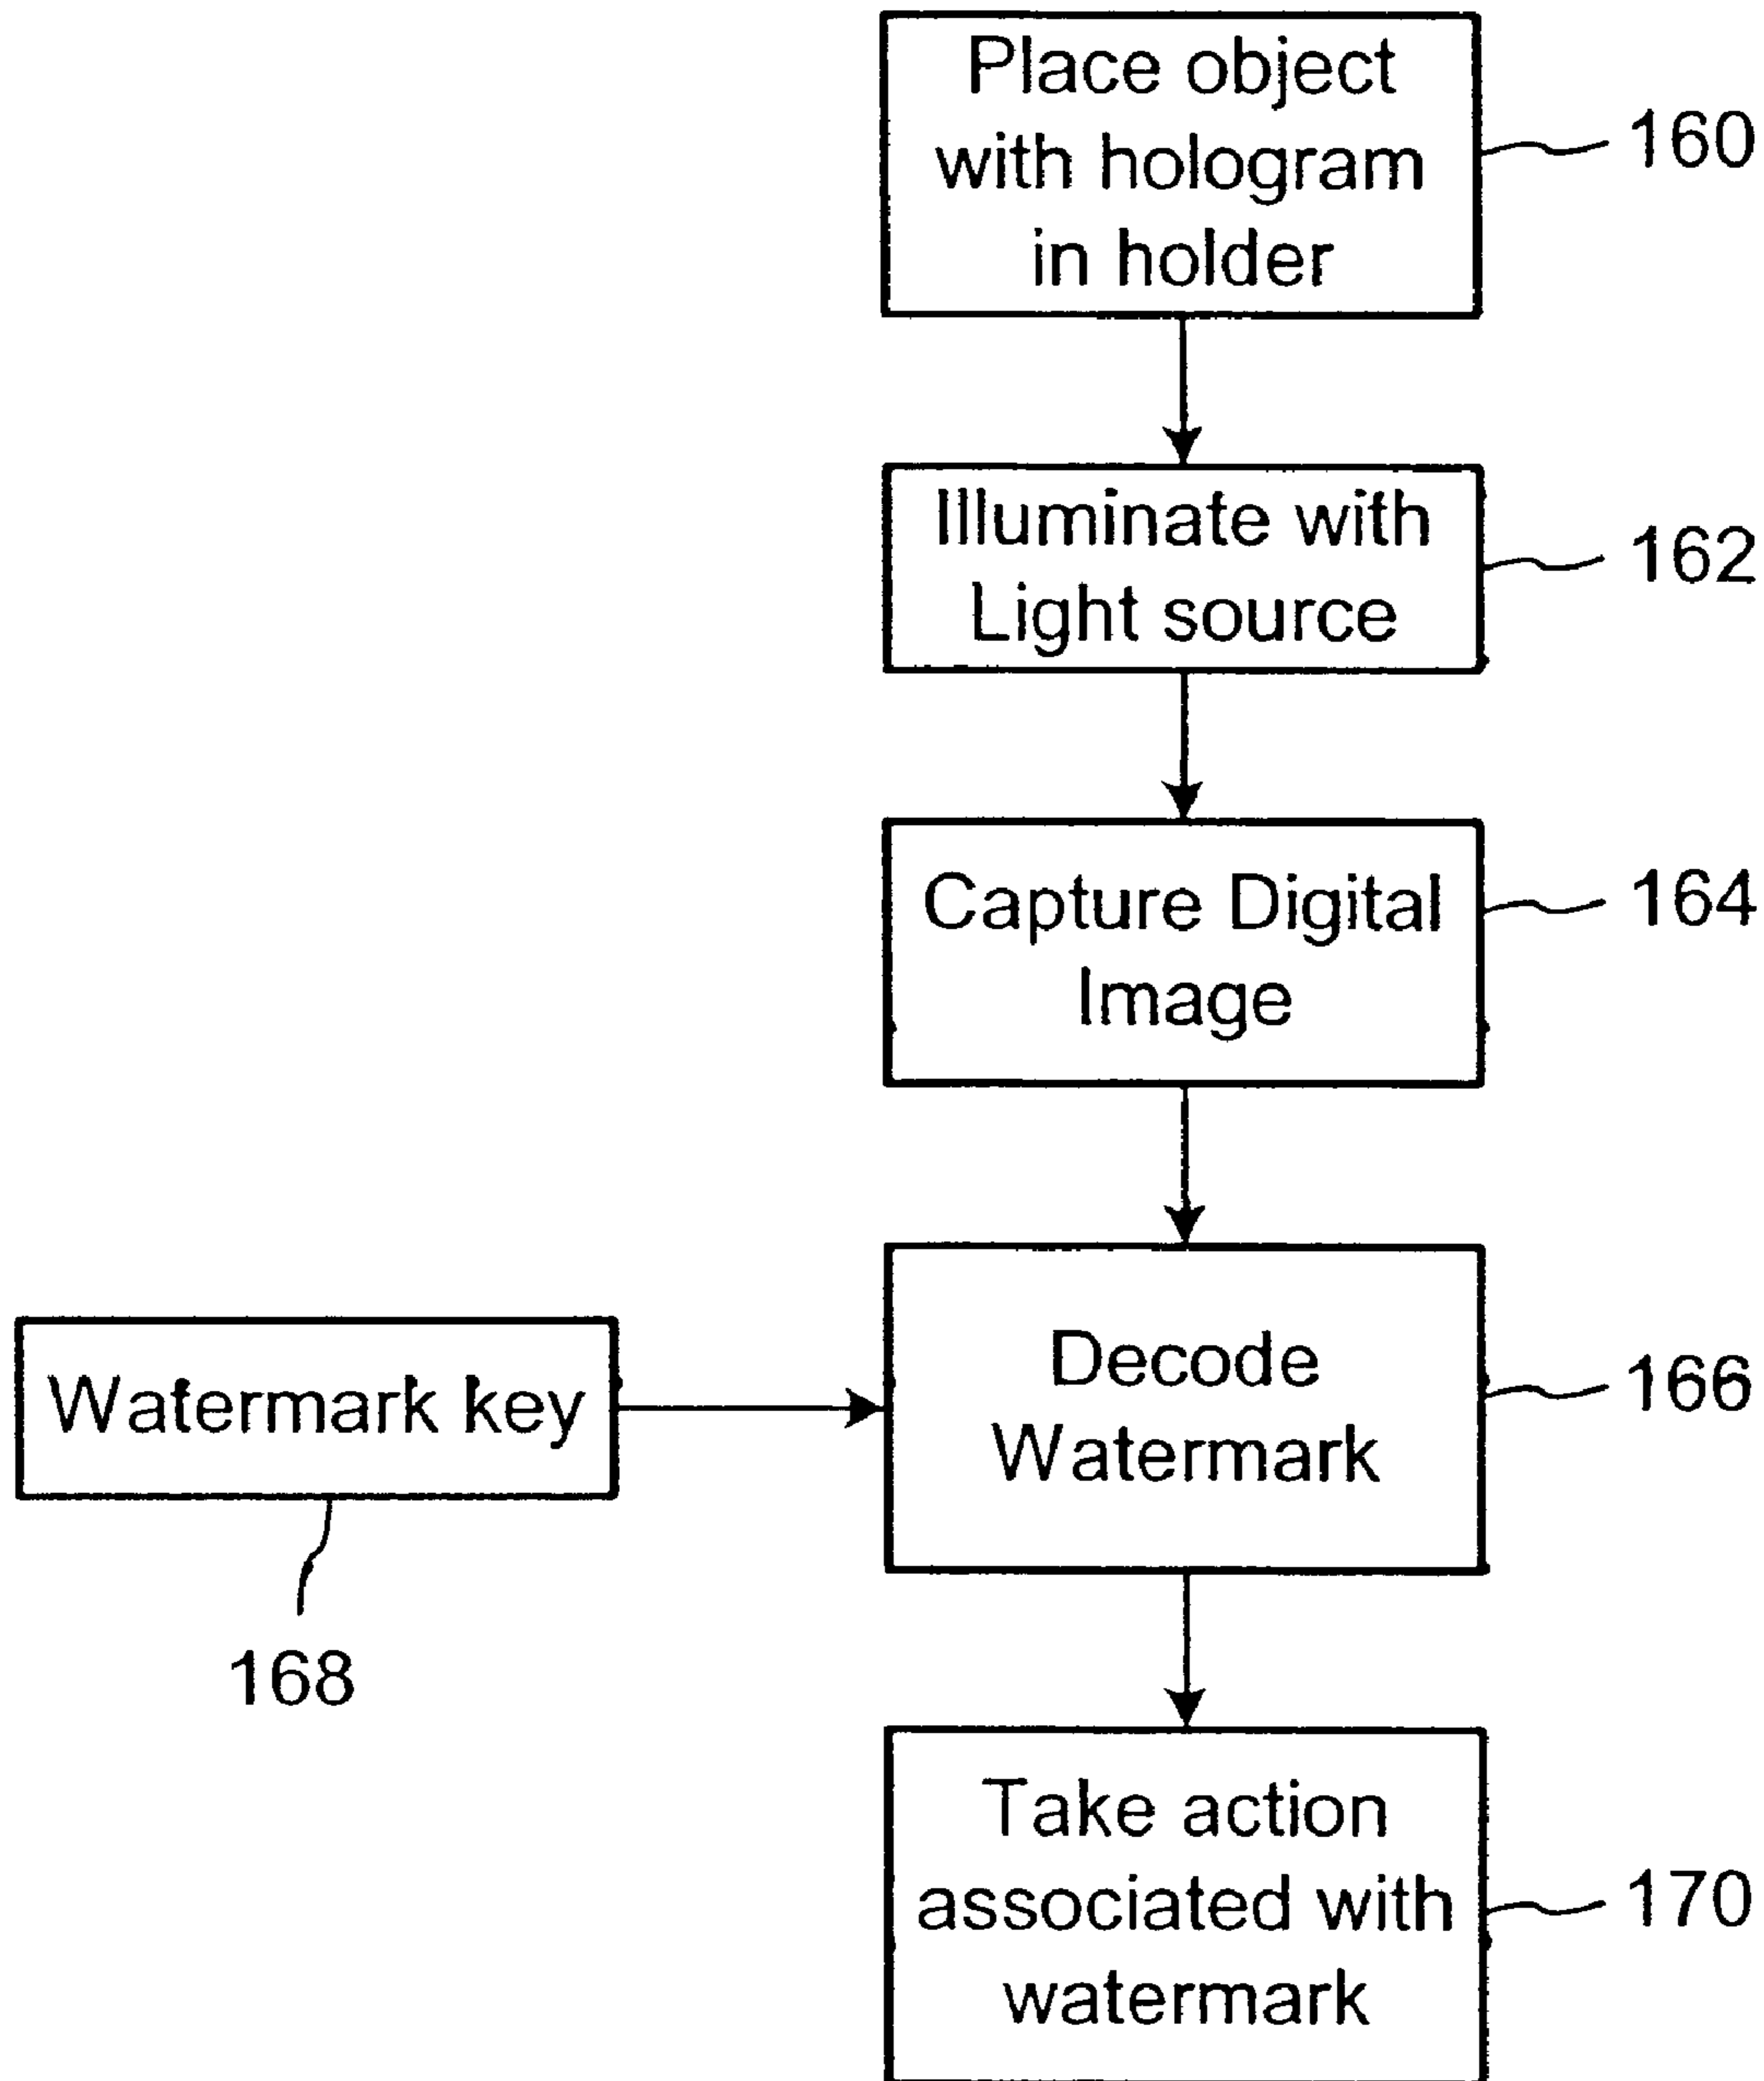 Place object
with hologram
in holder
160
Illuminate with
Light source
162
Capture Digital
Image
164
Decode
Watermark
166
Watermark key
168
Take action
associated with
watermark
170